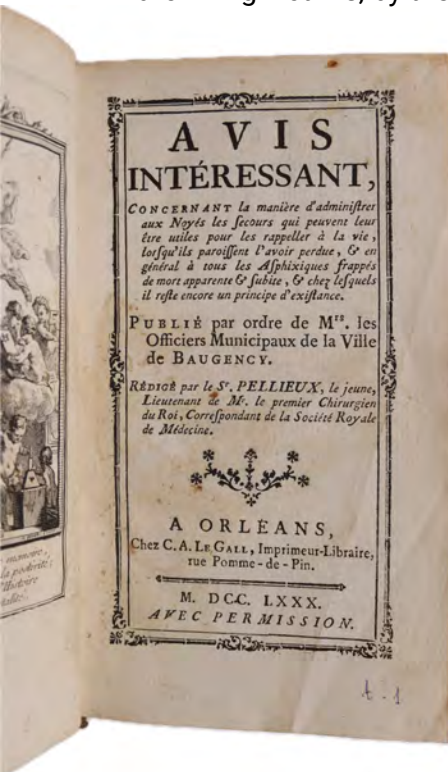 AVIS
INTÉRESSANT,
CONCERNANT la manière d'administrer
aux Noyés les secours qui peuvent leur
être utiles pour les rappeller à la vie,
lorsqu'ils paroissent l'avoir perdue, & en
général à tous les Asphixiques frappés
de mort apparente & subite, & chez lesquels
il reste encore un principe d'existance.
PUBLIÉ par ordre de Mrs. les
Officiers Municipaux de la Ville
de BAUGENCY.
RÉDIGÉ par le Sr. PELLIEUX, le jeune,
Lieutenant de Mr. le premier Chirurgien
du Roi, Correspondant de la Société Royale
de Médecine.
A ORLÉANS,
Chez C. A. LE GALL, Imprimeur-Libraire,
rue Pomme-de-Pin.
M. DCC. LXXX.
AVEC PERMISSION.
memoire,
la postérité;